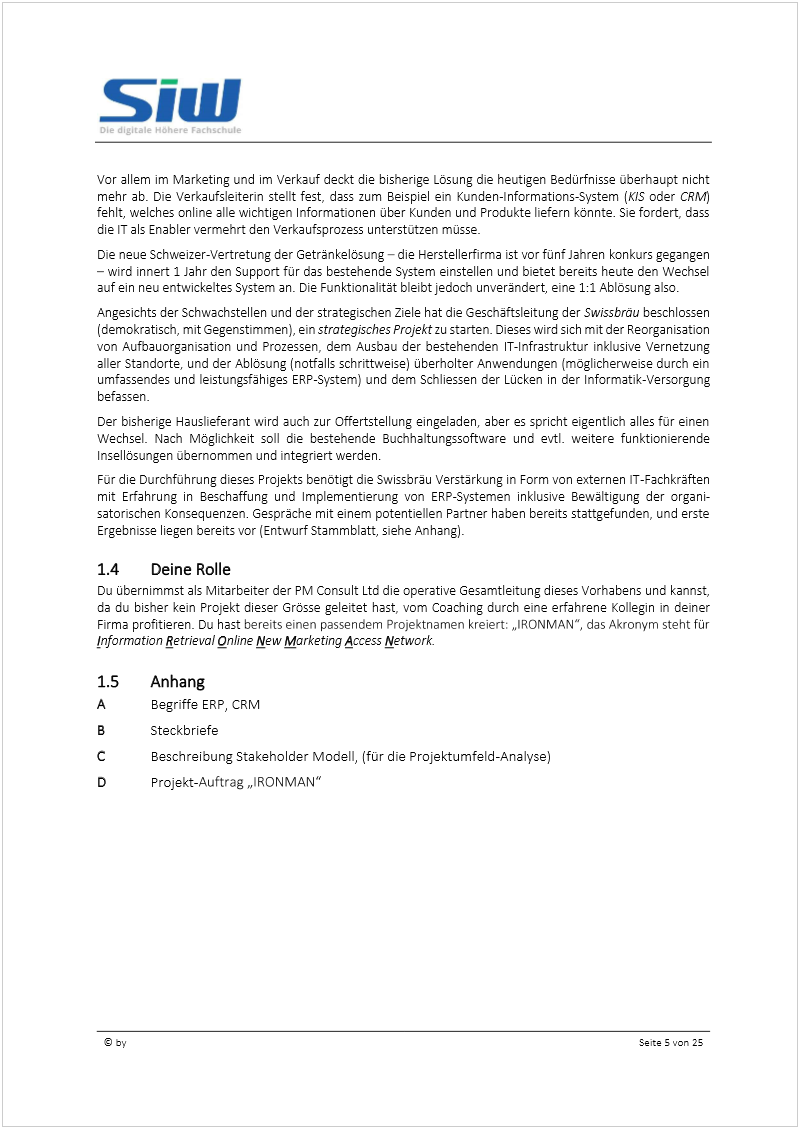 SIW
Die digitale Höhere Fachschule
Vor allem im Marketing und im Verkauf deckt die bisherige Lösung die heutigen Bedürfnisse überhaupt nicht
mehr ab. Die Verkaufsleiterin stellt fest, dass zum Beispiel ein Kunden-Informations-System (KIS oder CRM)
fehlt, welches online alle wichtigen Informationen über Kunden und Produkte liefern könnte. Sie fordert, dass
die IT als Enabler vermehrt den Verkaufsprozess unterstützen müsse.
Die neue Schweizer-Vertretung der Getränkelösung – die Herstellerfirma ist vor fünf Jahren konkurs gegangen
– wird innert 1 Jahr den Support für das bestehende System einstellen und bietet bereits heute den Wechsel
auf ein neu entwickeltes System an. Die Funktionalität bleibt jedoch unverändert, eine 1:1 Ablösung also.
Angesichts der Schwachstellen und der strategischen Ziele hat die Geschäftsleitung der Swissbräu beschlossen
(demokratisch, mit Gegenstimmen), ein strategisches Projekt zu starten. Dieses wird sich mit der Reorganisation
von Aufbauorganisation und Prozessen, dem Ausbau der bestehenden IT-Infrastruktur inklusive Vernetzung
aller Standorte, und der Ablösung (notfalls schrittweise) überholter Anwendungen (möglicherweise durch ein
umfassendes und leistungsfähiges ERP-System) und dem Schliessen der Lücken in der Informatik-Versorgung
befassen.
Der bisherige Hauslieferant wird auch zur Offertstellung eingeladen, aber es spricht eigentlich alles für einen
Wechsel. Nach Möglichkeit soll die bestehende Buchhaltungssoftware und evtl. weitere funktionierende
Insellösungen übernommen und integriert werden.
Für die Durchführung dieses Projekts benötigt die Swissbräu Verstärkung in Form von externen IT-Fachkräften
mit Erfahrung in Beschaffung und Implementierung von ERP-Systemen inklusive Bewältigung der organi-
satorischen Konsequenzen. Gespräche mit einem potentiellen Partner haben bereits stattgefunden, und erste
Ergebnisse liegen bereits vor (Entwurf Stammblatt, siehe Anhang).
1.4 Deine Rolle
Du übernimmst als Mitarbeiter der PM Consult Ltd die operative Gesamtleitung dieses Vorhabens und kannst,
da du bisher kein Projekt dieser Grösse geleitet hast, vom Coaching durch eine erfahrene Kollegin in deiner
Firma profitieren. Du hast bereits einen passendem Projektnamen kreiert: „IRONMAN“, das Akronym steht für
Information Retrieval Online New Marketing Access Network.
1.5 Anhang
A Begriffe ERP, CRM
B Steckbriefe
C Beschreibung Stakeholder Modell, (für die Projektumfeld-Analyse)
D Projekt-Auftrag „IRONMAN“
© by Seite 5 von 25